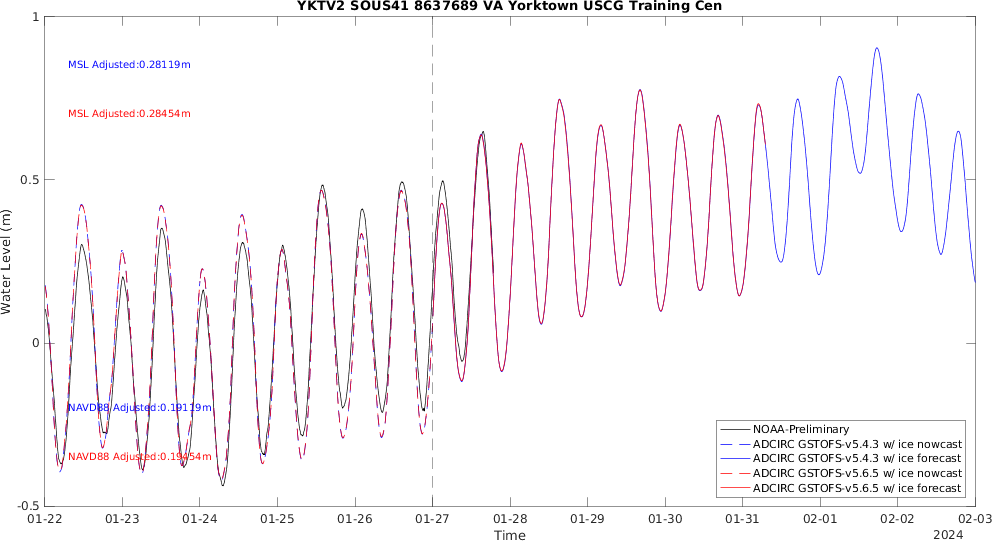 YKTV2 SOUS41 8637689 VA Yorktown USCG Training Cen
1
MSL Adjusted:0.28119m
MSL Adjusted:0.28454m
0.5
Water Level (m)
0
NAVD88 Adjusted:0.19119m
NAVD88 Adjusted:0.19454m
-0.5
NOAA-Preliminary
ADCIRC GSTOFS-v5.4.3 w/ ice nowcast
ADCIRC GSTOFS-v5.4.3 w/ ice forecast
ADCIRC GSTOFS-v5.6.5 w/ ice nowcast
ADCIRC GSTOFS-v5.6.5 w/ ice forecast
01-22 01-23 01-24 01-25 01-26 01-27 01-28 01-29 01-30 01-31 02-01 02-02 02-03
Time
2024